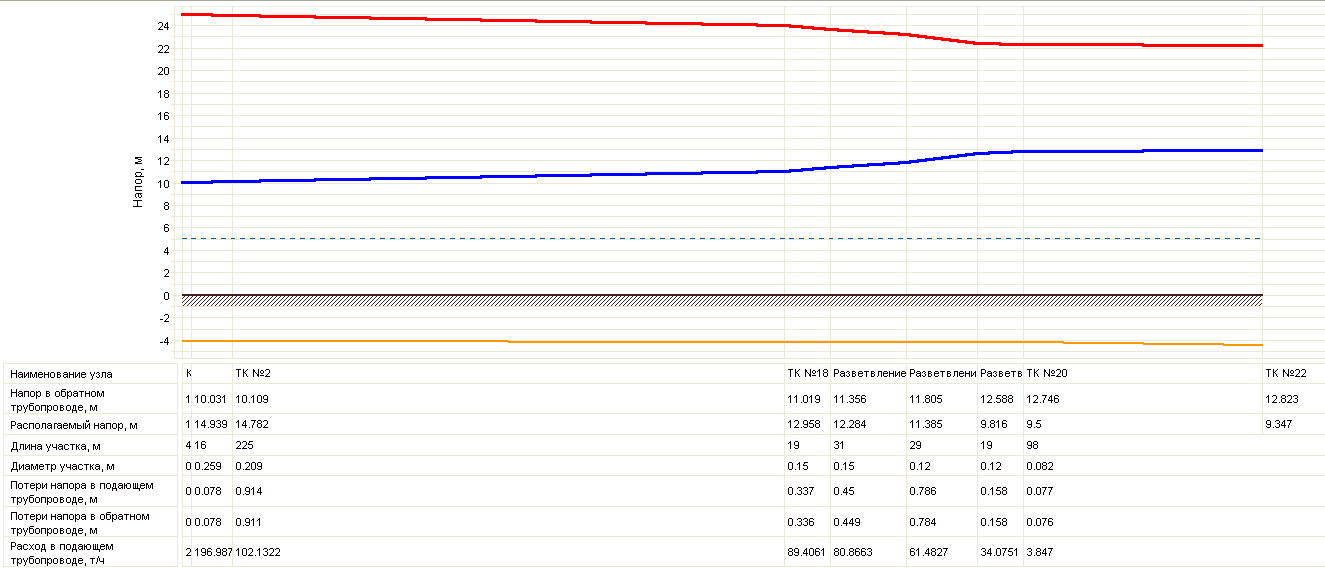 24
22
20
18
16
14
12
10
8
6
4
2
0
-2
-4
Напор, м
Наименование узла К ТК №2 ТК №18 Разветвление Разветвлени Разветв ТК №20 ТК №22
Напор в обратном
трубопроводе, м 1 10.031 10.109 11.019 11.356 11.805 12.588 12.746 12.823
Располагаемый напор, м 1 14.939 14.782 12.958 12.284 11.385 9.816 9.5 9.347
Длина участка, м 4 16 225 19 31 29 19 98
Диаметр участка, м 0 0.259 0.209 0.15 0.15 0.12 0.12 0.082
Потери напора в подающем
трубопроводе, м 0 0.078 0.914 0.337 0.45 0.786 0.158 0.077
Потери напора в обратном
трубопроводе, м 0 0.078 0.911 0.336 0.449 0.784 0.158 0.076
Расход в подающем
трубопроводе, т/ч 2 196.987 102.1322 89.4061 80.8663 61.4827 34.0751 3.847